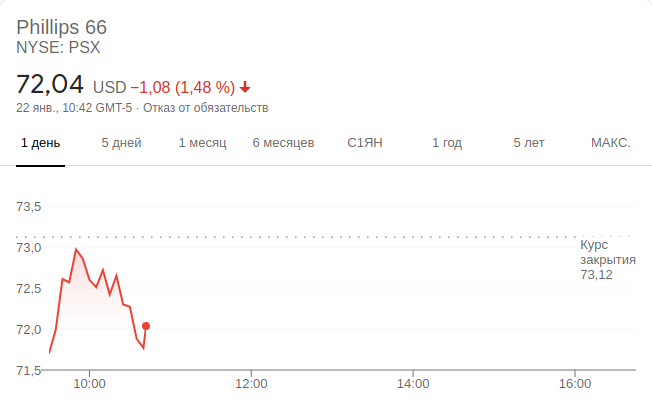 Phillips 66
NYSE: PSX
72,04 USD −1,08 (1,48 %)
22 янв., 10:42 GMT-5 · Отказ от обязательств
1 день 5 дней 1 месяц 6 месяцев С1ЯН 1 год 5 лет МАКС.
73,5
73,0
72,5
72,0
71,5
Курс
закрытия
73,12
10:00 12:00 14:00 16:00